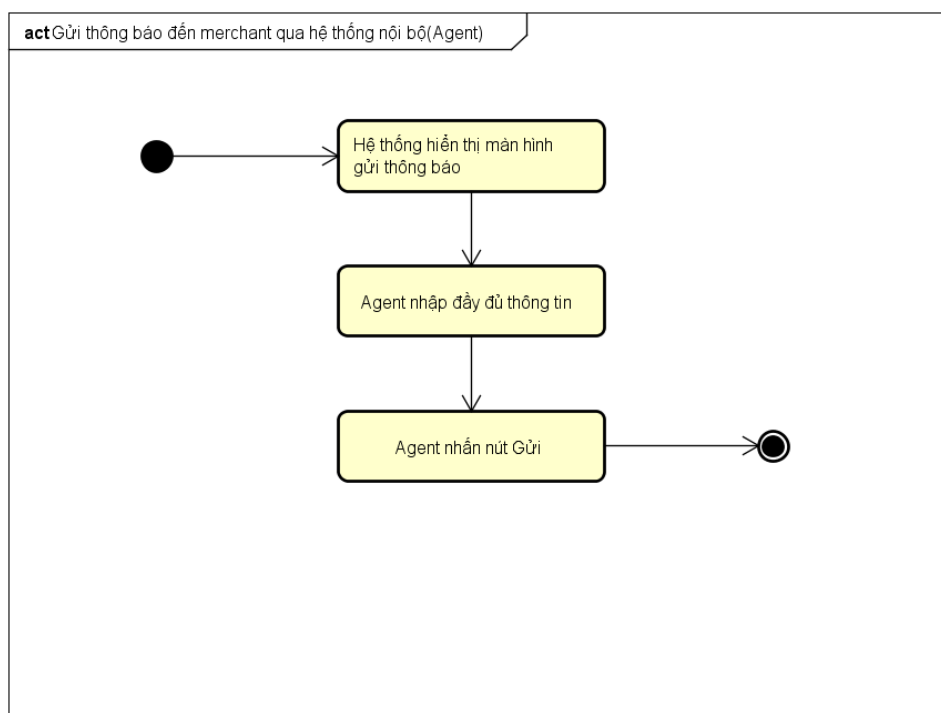 act Gửi thông báo đến merchant qua hệ thống nội bộ(Agent)
Hệ thống hiển thị màn hình
gửi thông báo
Agent nhập đầy đủ thông tin
Agent nhấn nút Gửi